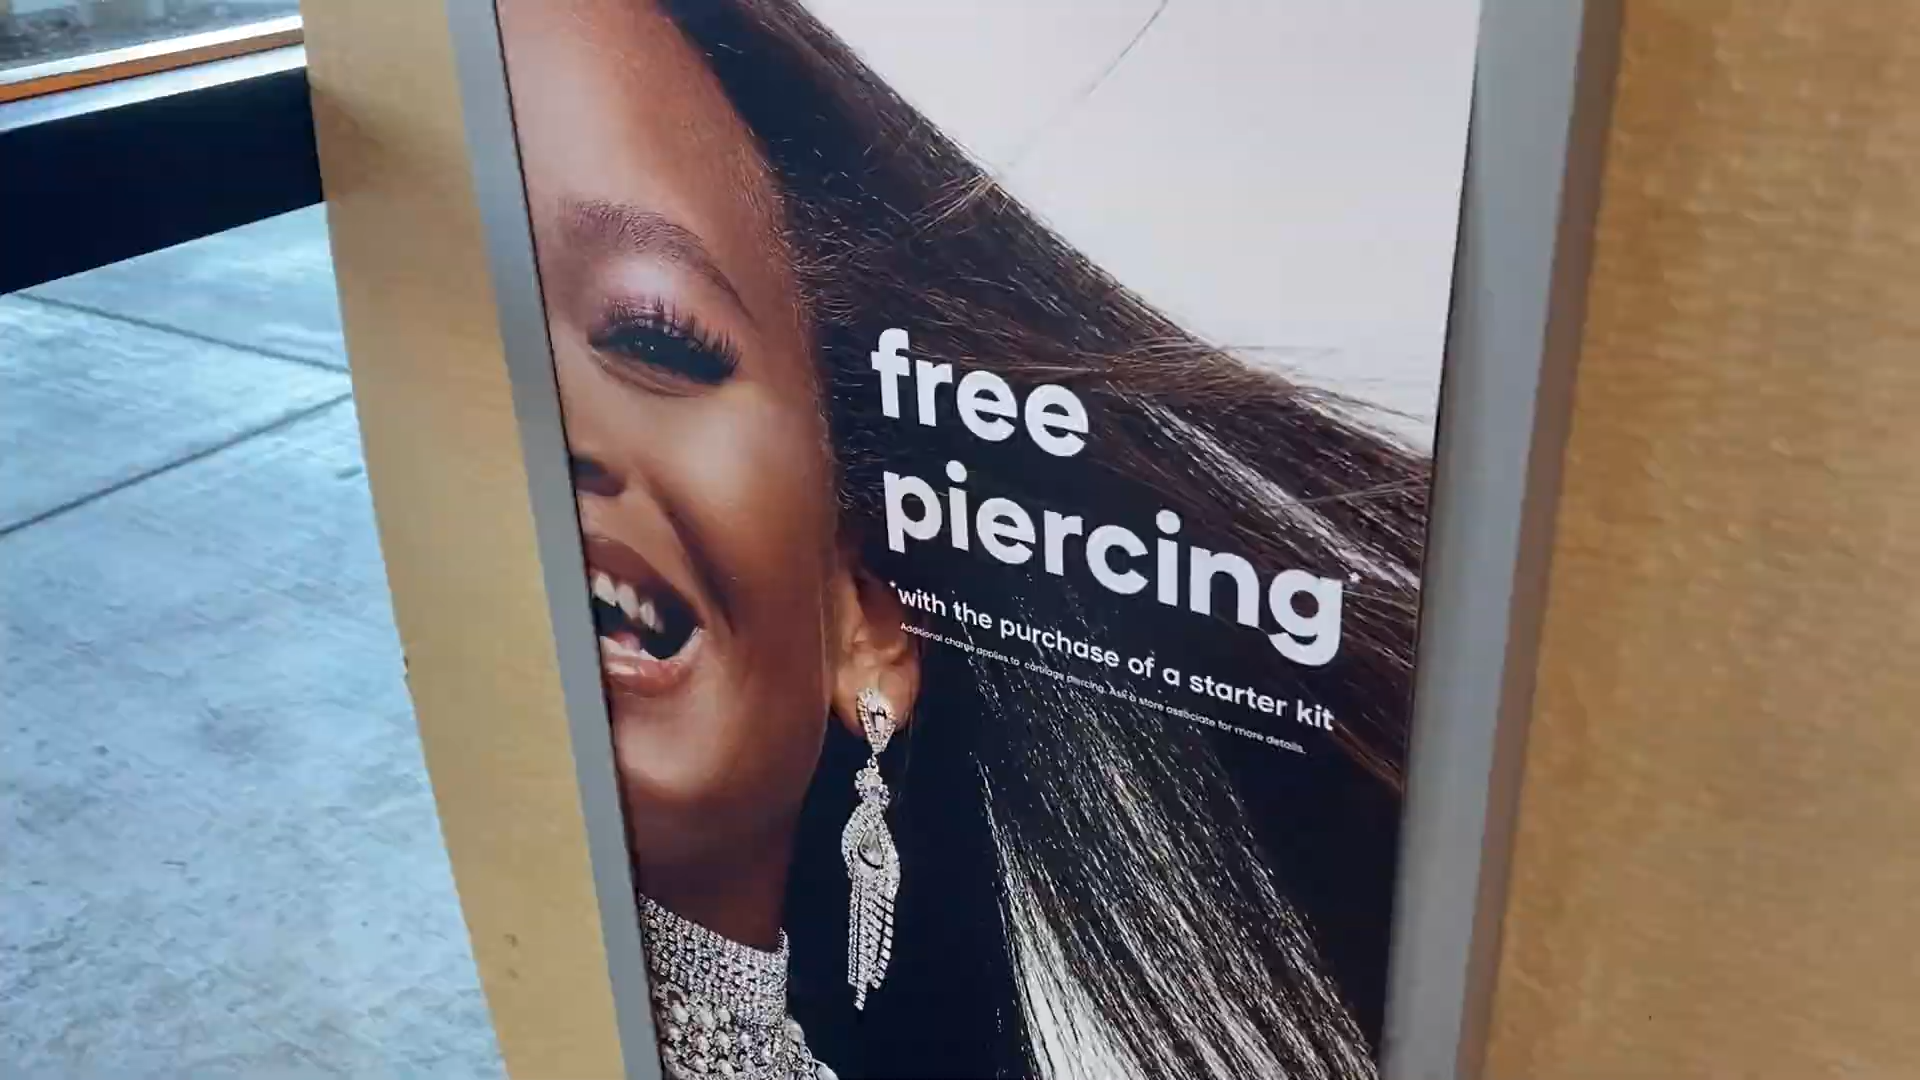 free
piercing*
*with the purchase of a starter kit
Additional charge applies to cartilage piercing. Ask a store associate for more details.